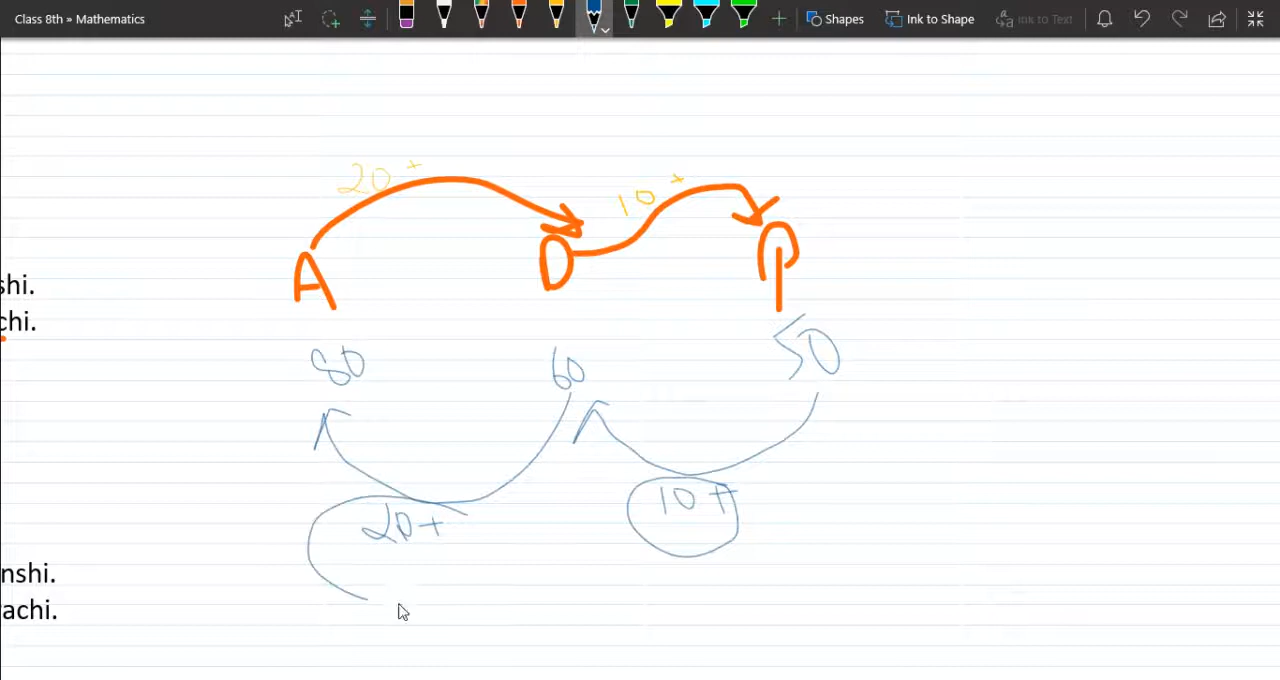 Class 8th » Mathematics
Shapes
Ink to Shape
Ink to Text
20 +
10 +
A D P
shi.
chi.
80 60 50
20+ 10 +
nshi.
achi.